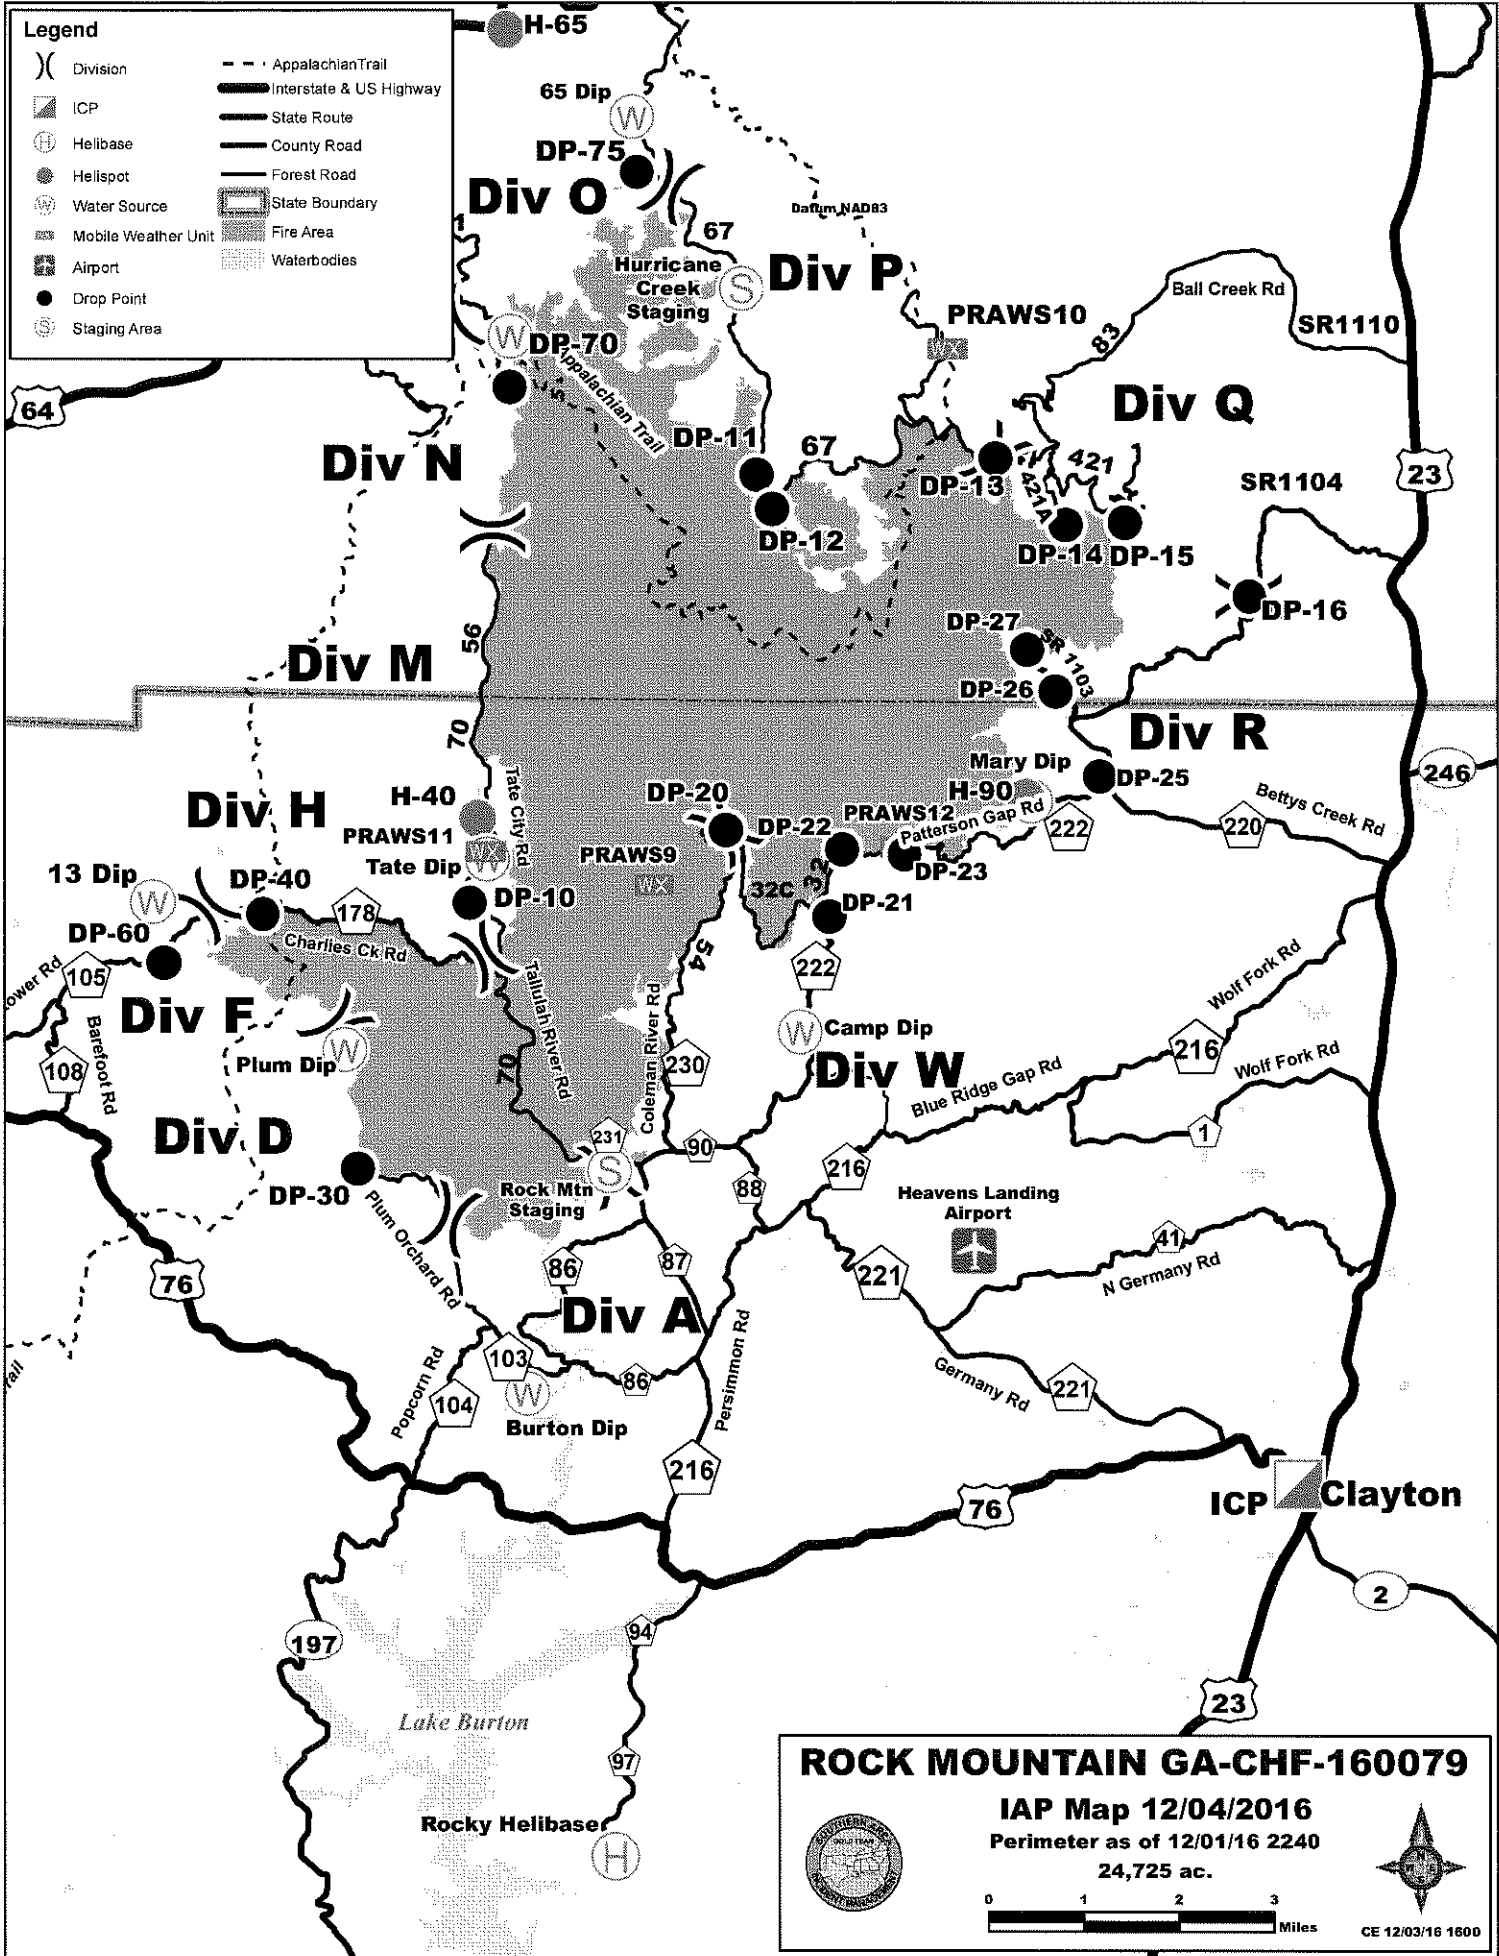 Legend
Division
ICP
Helibase
Helispot
Water Source
Mobile Weather Unit
Airport
Drop Point
Staging Area
AppalachianTrail
Interstate & US Highway
State Route
County Road
Forest Road
State Boundary
Fire Area
Waterbodies
H-65
65 Dip
W
DP-75
Div O
Datum NAD83
67
Hurricane
Creek
Staging
S
Div P
Ball Creek Rd
PRAWS10
WX
83
SR1110
W
DP-70
Appalachian Trail
64
Div Q
DP-11
67
Div N
DP-13
421
421A
23
SR1104
DP-12
DP-14
DP-15
DP-16
DP-27
SR 1103
56
Div M
DP-26
70
Div R
Mary Dip
246
DP-25
H-40
Tate City Rd
DP-20
H-90
Div H
PRAWS11
WX
W
Tate Dip
DP-22
PRAWS12
Patterson Gap Rd
222
220
Bettys Creek Rd
PRAWS9
WX
13 Dip
W
DP-40
DP-10
32C
32
DP-23
DP-21
178
DP-60
Charlies Ck Rd
54
105
222
Wolf Fork Rd
Div F
Barefoot Rd
Tallulah River Rd
Coleman River Rd
W
Camp Dip
Plum Dip
W
108
70
230
Div W
216
Blue Ridge Gap Rd
Wolf Fork Rd
Div D
231
90
1
DP-30
S
Rock Mtn
Staging
88
216
Heavens Landing
Airport
Plum Orchard Rd
41
76
86
87
221
N Germany Rd
Div A
103
Persimmon Rd
Popcorn Rd
86
104
W
Germany Rd
221
Burton Dip
216
76
ICP
Clayton
2
197
94
23
Lake Burton
97
Rocky Helibase
H
ROCK MOUNTAIN GA-CHF-160079
IAP Map 12/04/2016
Perimeter as of 12/01/16 2240
24,725 ac.
0 1 2 3
Miles
SOUTHERN AREA
GOLD TEAM
INCIDENT MANAGEMENT
N
W E
S
CE 12/03/16 1600